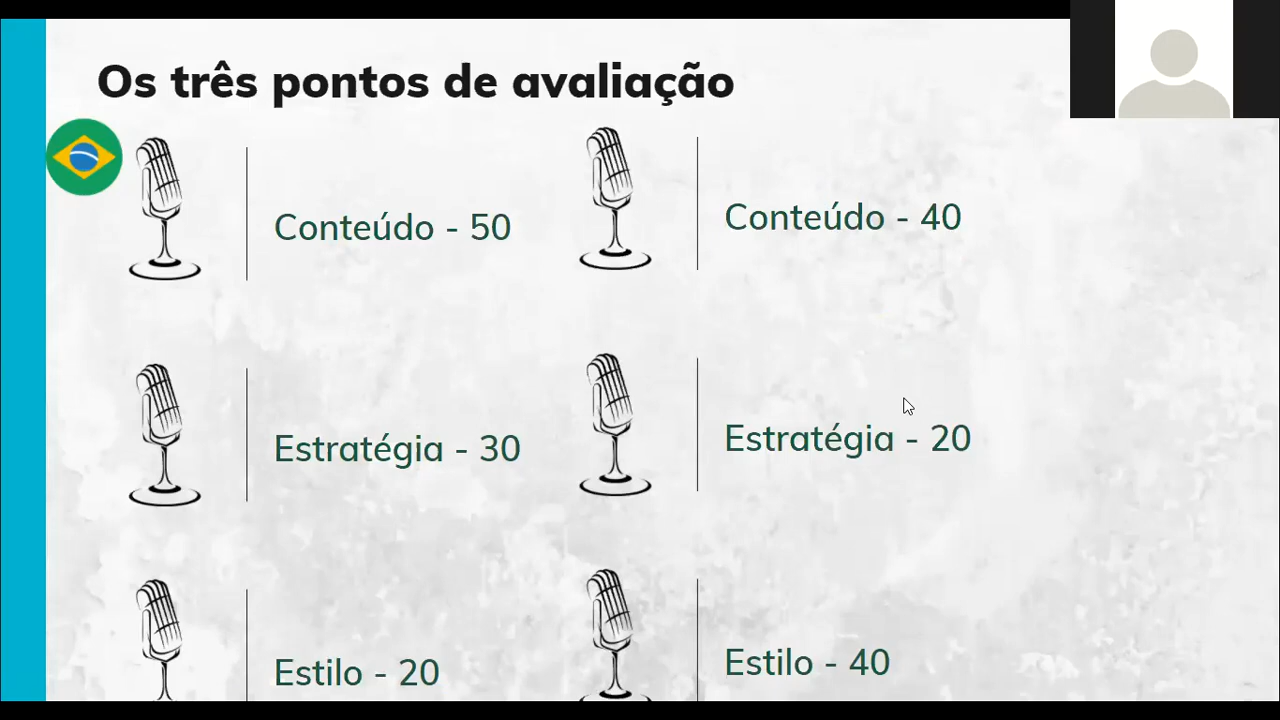 Os três pontos de avaliação
Conteúdo - 50
Conteúdo - 40
Estratégia - 30
Estratégia - 20
Estilo - 20
Estilo - 40